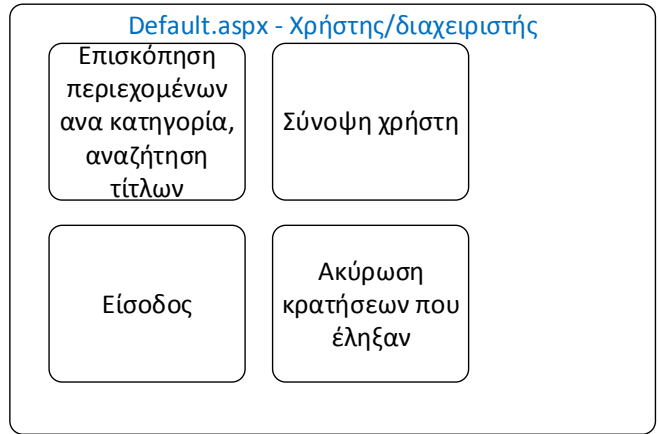 Default.aspx - Χρήστης/διαχειριστής
Επισκόπηση
περιεχομένων
ανα κατηγορία,
αναζήτηση
τίτλων
Σύνοψη χρήστη
Είσοδος
Ακύρωση
κρατήσεων που
έληξαν